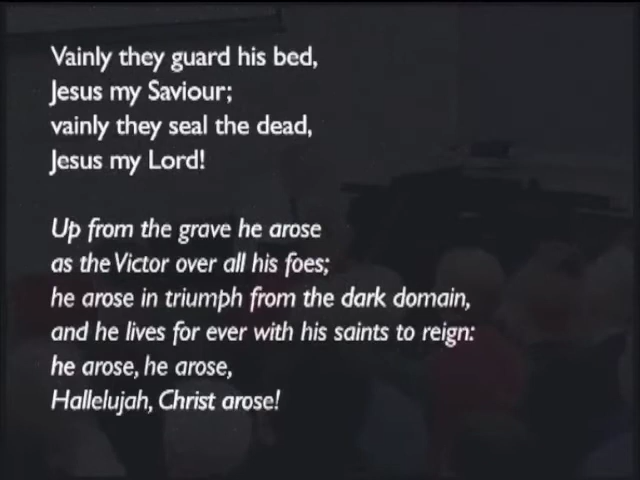 Vainly they guard his bed,
Jesus my Saviour;
vainly they seal the dead,
Jesus my Lord!
Up from the grave he arose
as the Victor over all his foes;
he arose in triumph from the dark domain,
and he lives for ever with his saints to reign:
he arose, he arose,
Hallelujah, Christ arose!